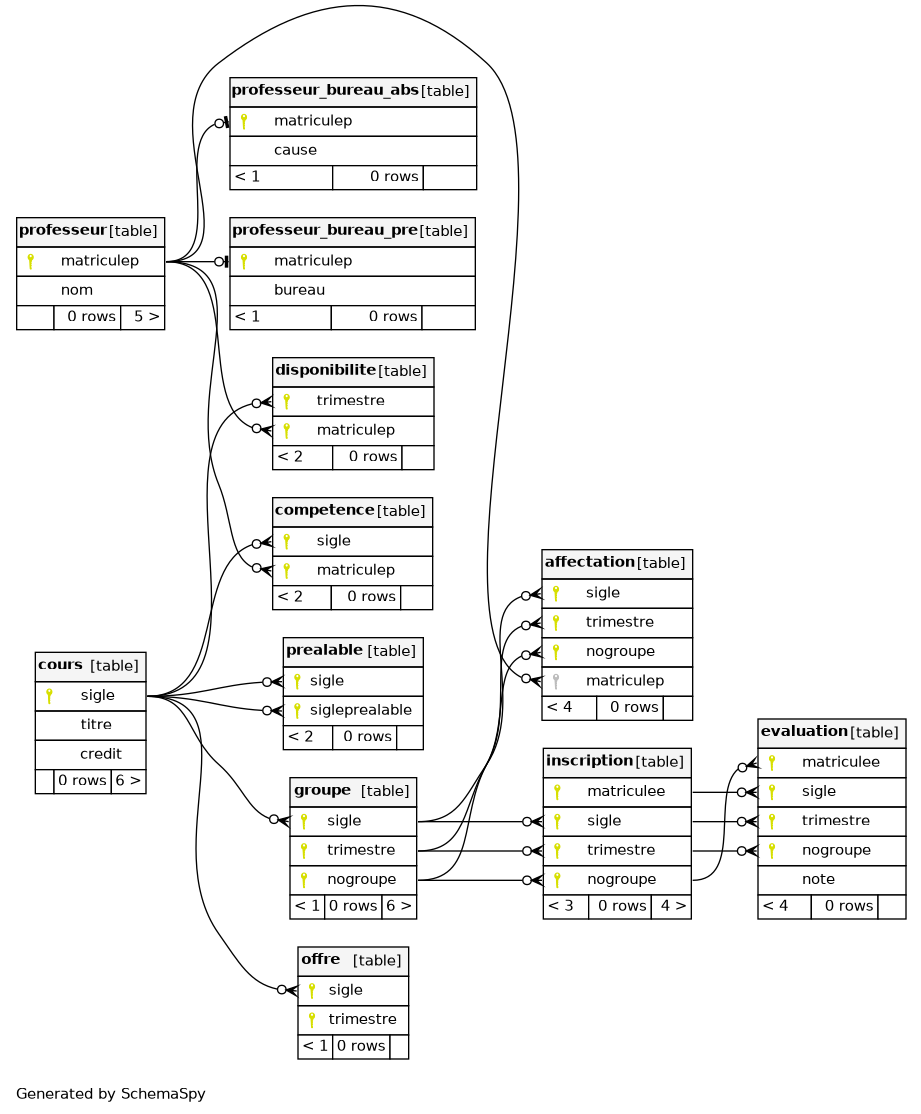 professeur_bureau_abs [table]
matriculep
cause
< 1 0 rows
professeur [table]
matriculep
nom
0 rows 5 >
professeur_bureau_pre [table]
matriculep
bureau
< 1 0 rows
disponibilite [table]
trimestre
matriculep
< 2 0 rows
competence [table]
sigle
matriculep
< 2 0 rows
cours [table]
sigle
titre
credit
0 rows 6 >
prealable [table]
sigle
sigleprealable
< 2 0 rows
groupe [table]
sigle
trimestre
nogroupe
< 1 0 rows 6 >
offre [table]
sigle
trimestre
< 1 0 rows
affectation [table]
sigle
trimestre
nogroupe
matriculep
< 4 0 rows
inscription [table]
matriculee
sigle
trimestre
nogroupe
< 3 0 rows 4 >
evaluation [table]
matriculee
sigle
trimestre
nogroupe
note
< 4 0 rows
Generated by SchemaSpy